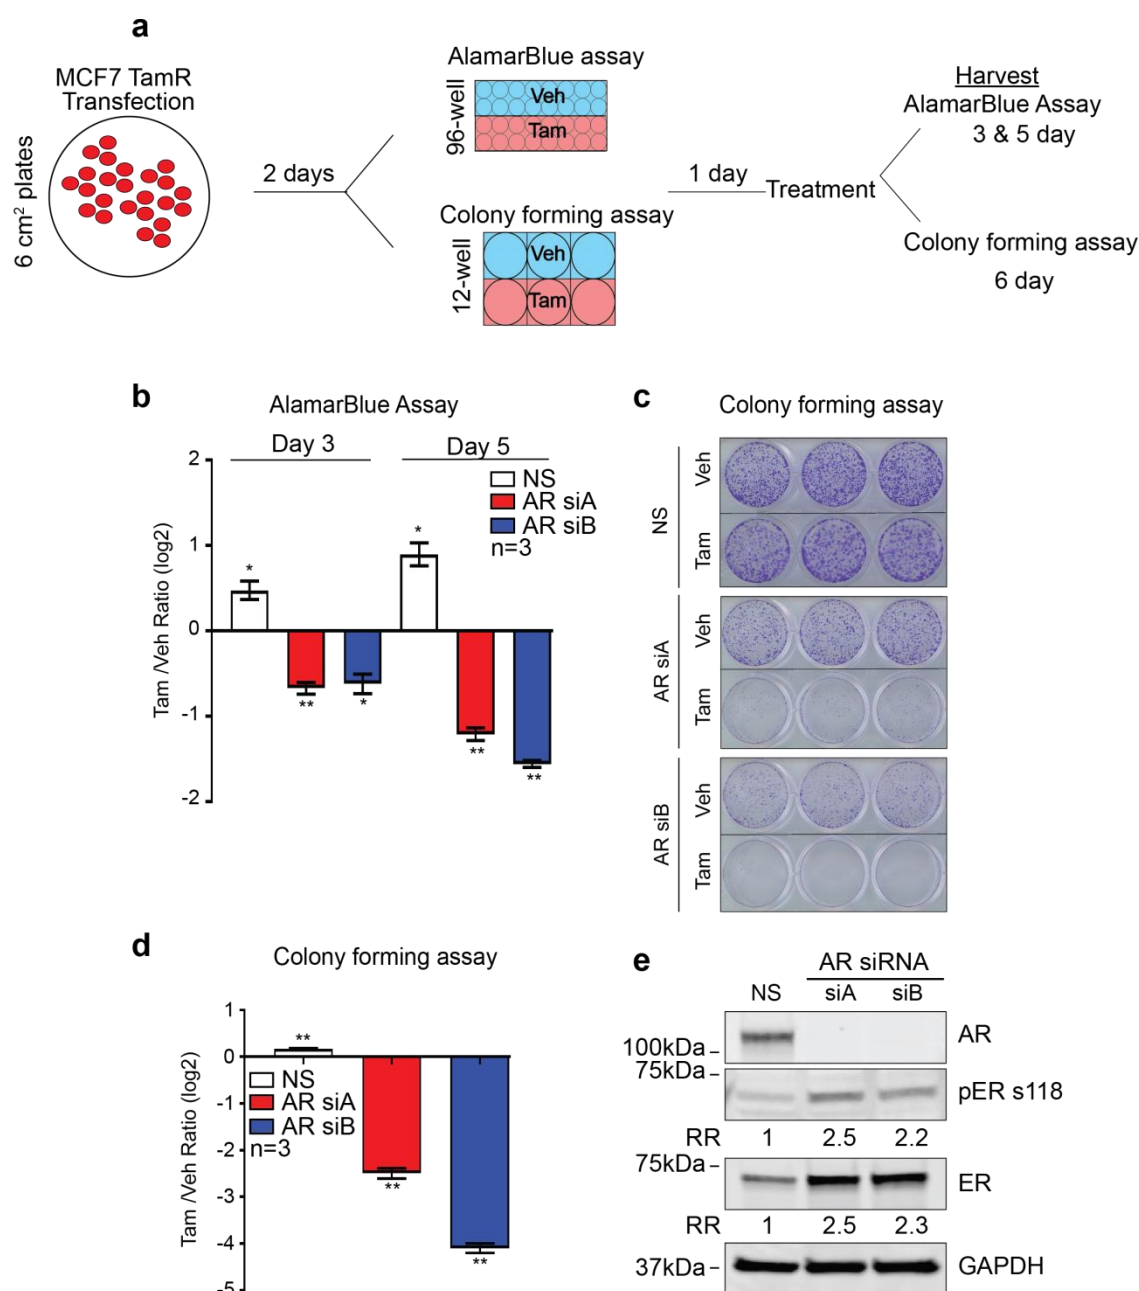 a
MCF7 TamR
Transfection
6 cm² plates
2 days
AlamarBlue assay
96-well
Veh
Tam
Colony forming assay
12-well
Veh
Tam
1 day
Treatment
Harvest
AlamarBlue Assay
3 & 5 day
Colony forming assay
6 day
b
AlamarBlue Assay
Day 3
Day 5
Tam /Veh Ratio (log2)
2
1
0
-1
-2
NS
AR siA
AR siB
n=3
*
**
*
*
**
**
c
Colony forming assay
NS
Veh
Tam
AR siA
Veh
Tam
AR siB
Veh
Tam
d
Colony forming assay
Tam /Veh Ratio (log2)
1
0
-1
-2
-3
-4
-5
**
NS
AR siA
AR siB
n=3
**
**
e
AR siRNA
NS siA siB
100kDa
AR
75kDa
pER s118
RR 1 2.5 2.2
75kDa
ER
RR 1 2.5 2.3
37kDa
GAPDH